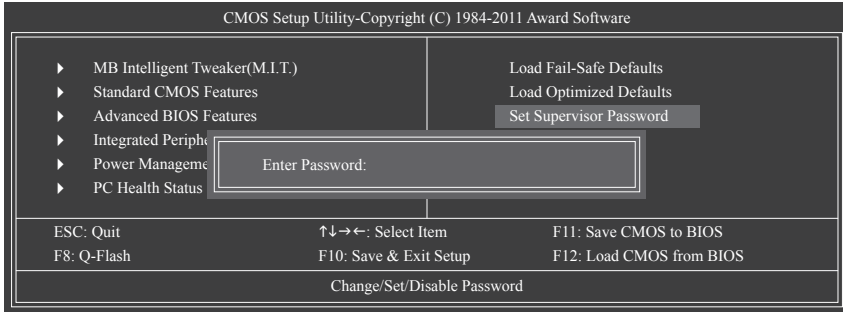 CMOS Setup Utility-Copyright (C) 1984-2011 Award Software
MB Intelligent Tweaker(M.I.T.)
Standard CMOS Features
Advanced BIOS Features
Integrated Periphe
Power Manageme
PC Health Status
Load Fail-Safe Defaults
Load Optimized Defaults
Set Supervisor Password
Enter Password:
ESC: Quit
↑↓→←: Select Item
F11: Save CMOS to BIOS
F8: Q-Flash
F10: Save & Exit Setup
F12: Load CMOS from BIOS
Change/Set/Disable Password